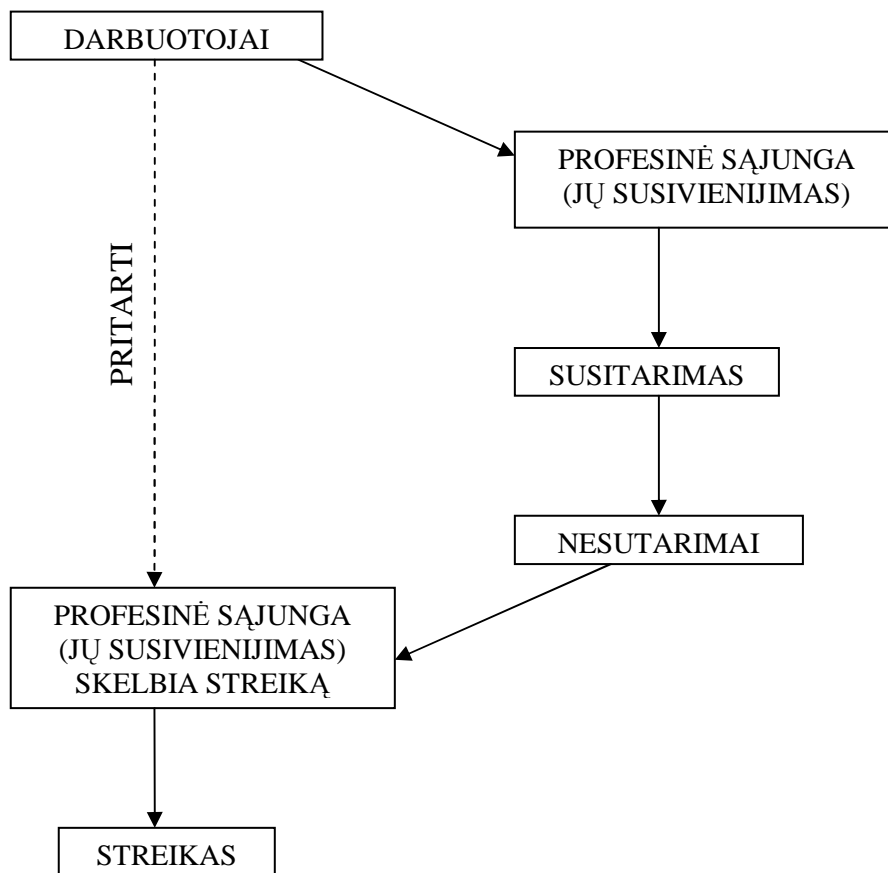 DARBUOTOJAI
PROFESINĖ SĄJUNGA
(JŲ SUSIVIENIJIMAS)
PRITARTI
SUSITARIMAS
NESUTARIMAI
PROFESINĖ SĄJUNGA
(JŲ SUSIVIENIJIMAS)
SKELBIA STREIKĄ
STREIKAS